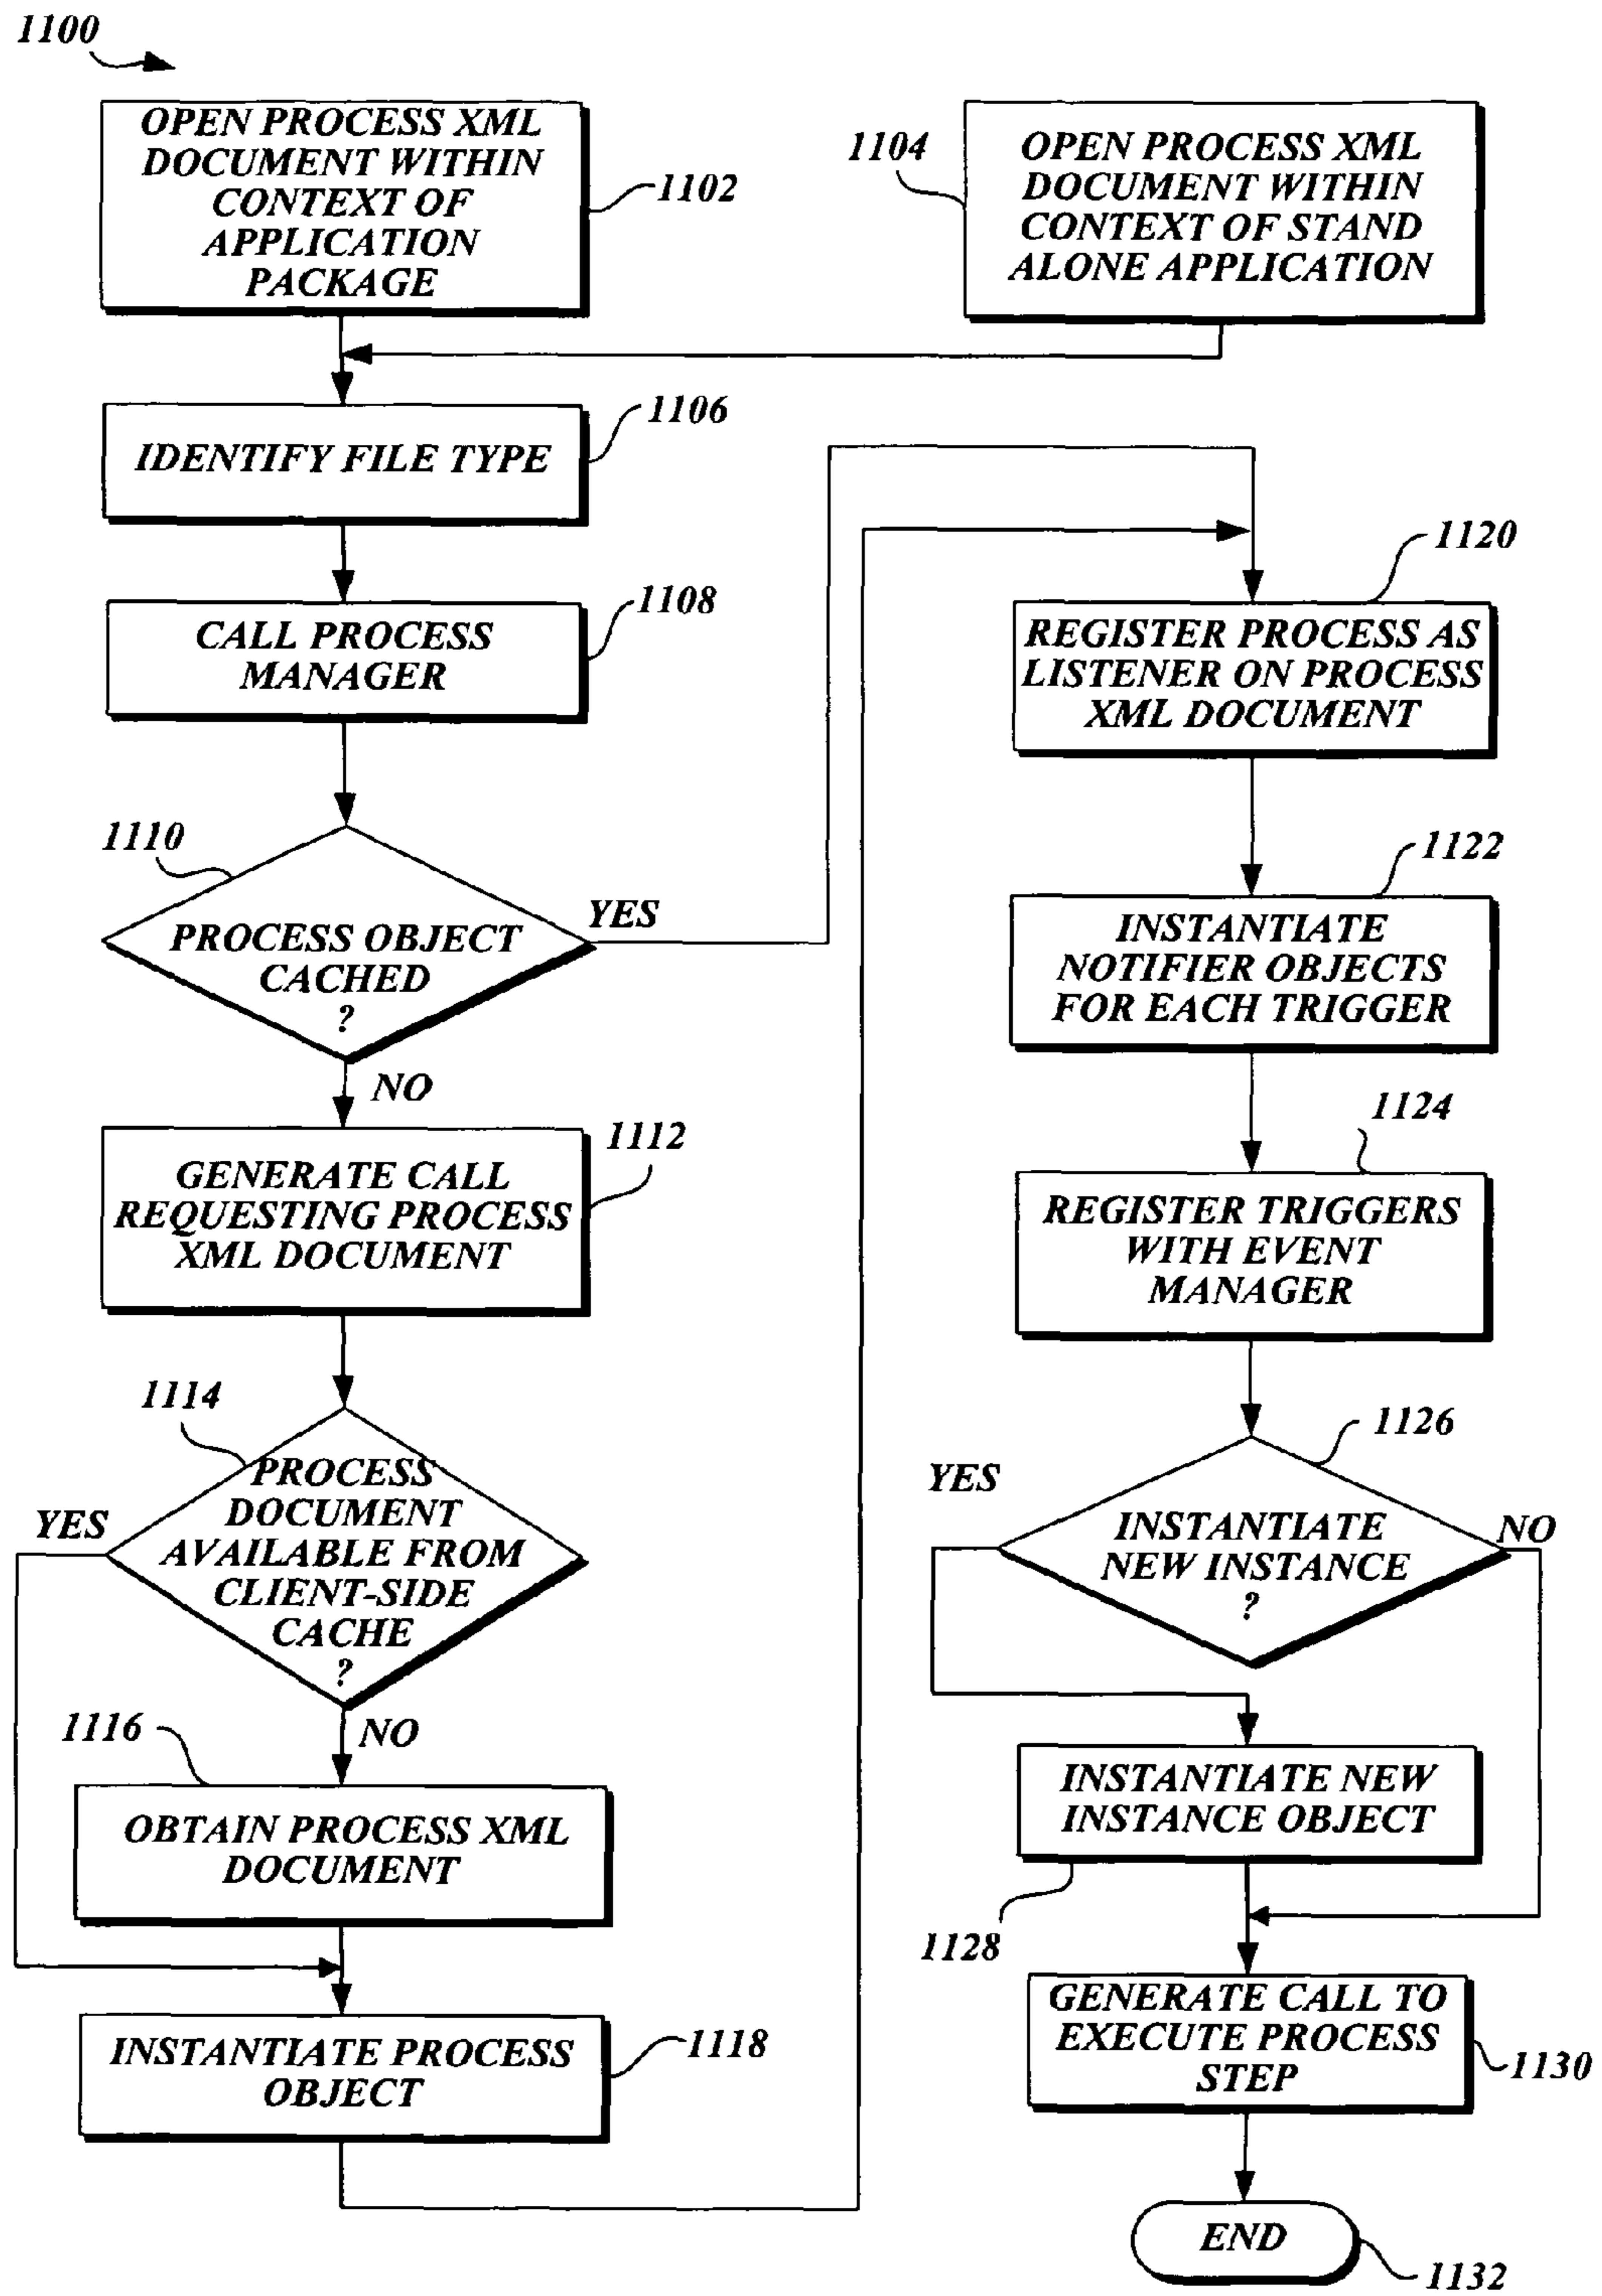 1100
OPEN PROCESS XML
DOCUMENT WITHIN
CONTEXT OF
APPLICATION
PACKAGE
1102
1104
OPEN PROCESS XML
DOCUMENT WITHIN
CONTEXT OF STAND
ALONE APPLICATION
IDENTIFY FILE TYPE
1106
CALL PROCESS
MANAGER
1108
1110
PROCESS OBJECT
CACHED
?
YES
NO
GENERATE CALL
REQUESTING PROCESS
XML DOCUMENT
1112
1114
PROCESS
DOCUMENT
AVAILABLE FROM
CLIENT-SIDE
CACHE
?
YES
NO
1116
OBTAIN PROCESS XML
DOCUMENT
INSTANTIATE PROCESS
OBJECT
1118
1120
REGISTER PROCESS AS
LISTENER ON PROCESS
XML DOCUMENT
1122
INSTANTIATE
NOTIFIER OBJECTS
FOR EACH TRIGGER
1124
REGISTER TRIGGERS
WITH EVENT
MANAGER
1126
YES
INSTANTIATE
NEW INSTANCE
?
NO
INSTANTIATE NEW
INSTANCE OBJECT
1128
GENERATE CALL TO
EXECUTE PROCESS
STEP
1130
END
1132